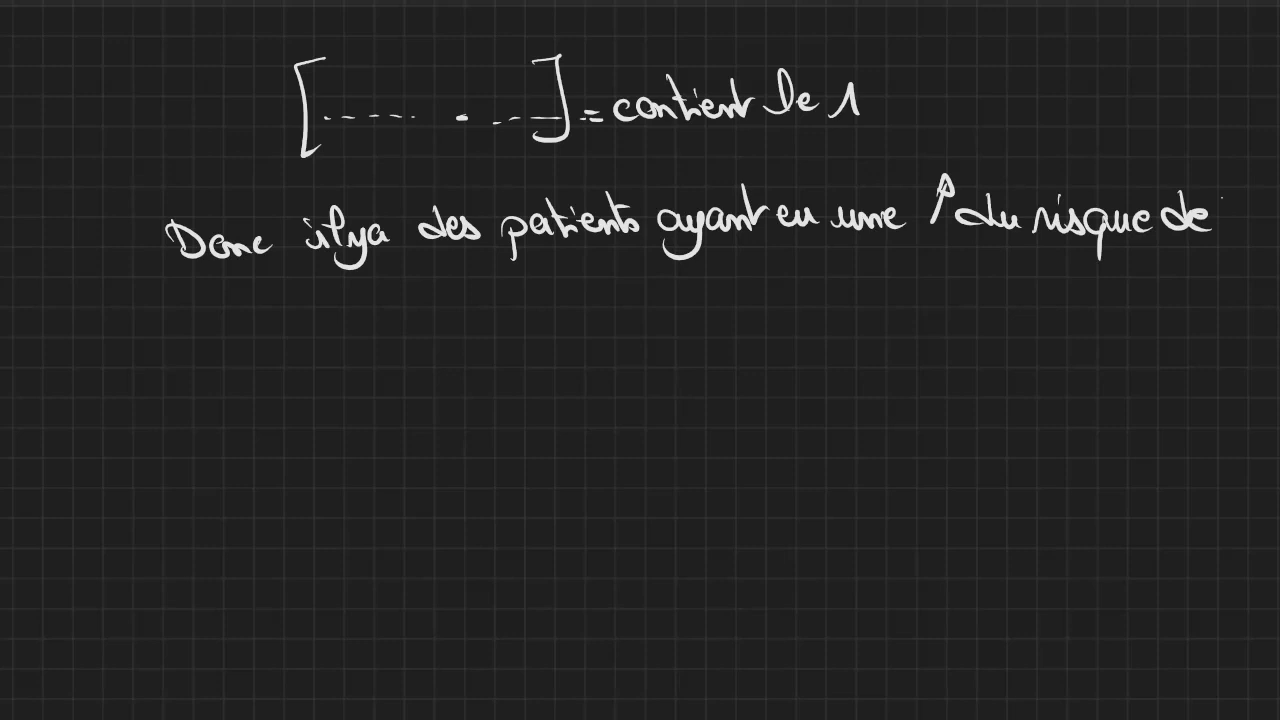 [...... . ......] = contient le 1
Donc il y a des patients ayant eu une ↑ du risque de